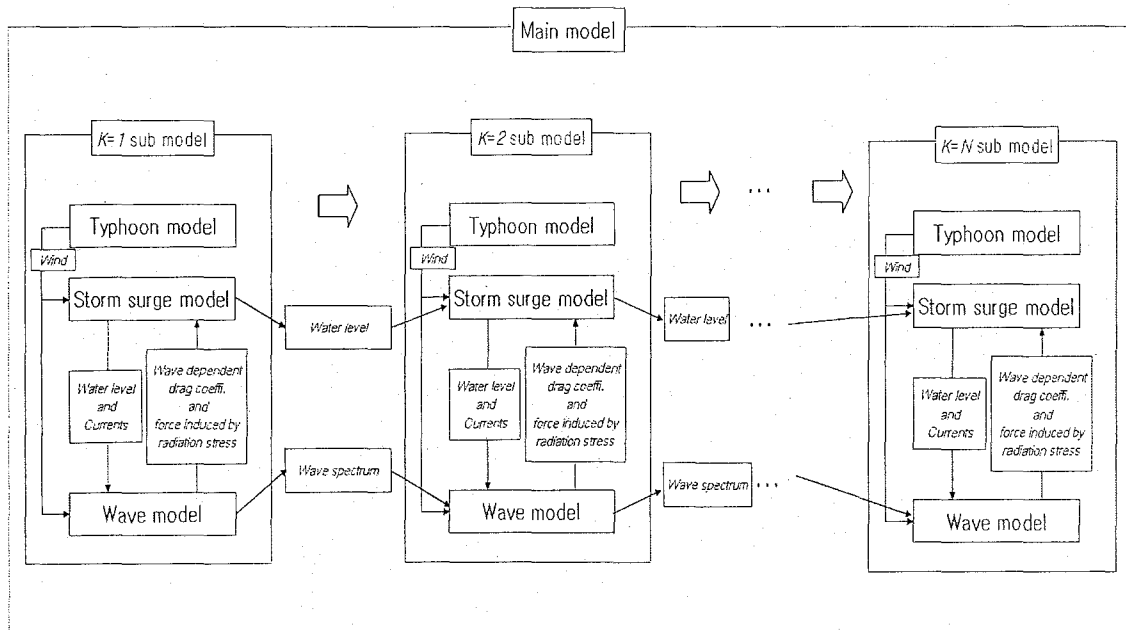 Main model
K= 1 sub model
Typhoon model
Wind
Storm surge model
Water level
and
Currents
Wave dependent
drag coeffi.
and
force induced by
radiation stress
Wave model
Water level
Wave spectrum
K= 2 sub model
Typhoon model
Wind
Storm surge model
Water level
and
Currents
Wave dependent
drag coeffi.
and
force induced by
radiation stress
Wave model
...
Water level
...
Wave spectrum
...
K= N sub model
Typhoon model
Wind
Storm surge model
Water level
and
Currents
Wave dependent
drag coeffi.
and
force induced by
radiation stress
Wave model